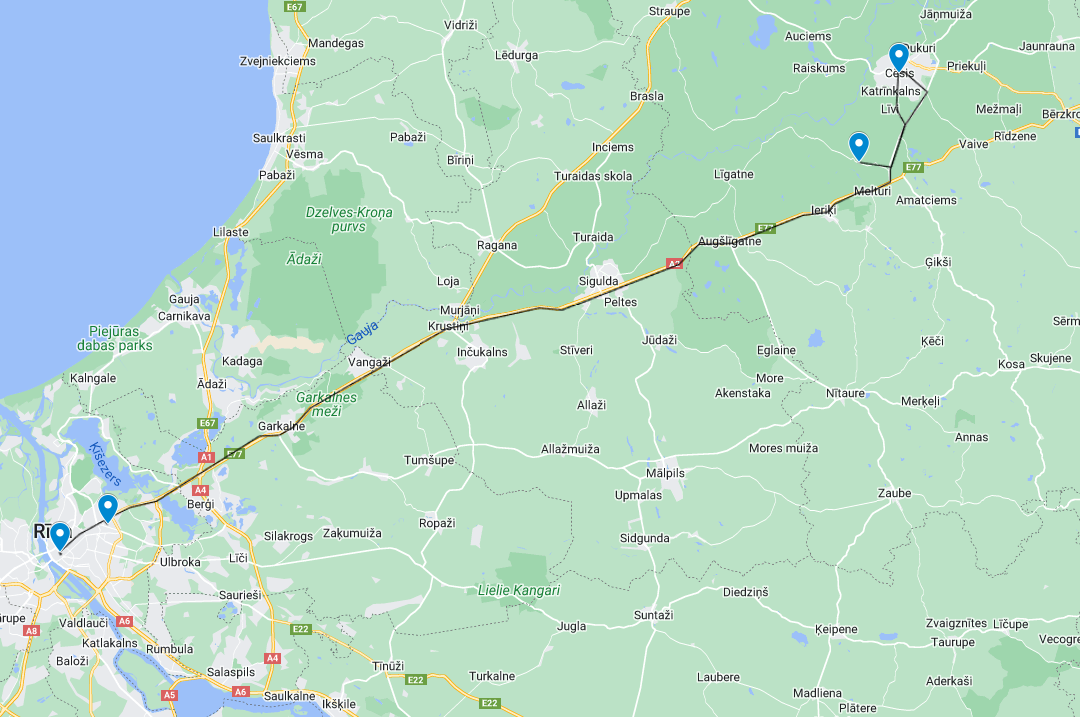 E67
Straupe
Jāņmuiža
Vidriži
Mandegas
Lēdurga
Auciems
Jaunrauna
Zvejniekciems
Raiskums
Cēsis
Priekuļi
Katrīnkalns
Brasla
Mežmaļi
Bērzkro
Saulkrasti
Pabaži
Rīdzene
Vēsma
Inciems
Vaive
Bīriņi
E77
Pabaži
Turaidas skola
Līgatne
Melturi
Amatciems
Dzelves-Kroņa
purvs
Ieriķi
Lilaste
E77
Ragana
Turaida
Augšlīgatne
Ādaži
A2
Ģikši
Loja
Sigulda
Gauja
Peltes
Carnikava
Murjāņi
Krustiņi
Gauja
Sērm
Piejūras
dabas parks
Jūdaži
Ķēči
Inčukalns
Stīveri
Eglaine
Kadaga
Vangaži
Skujene
Kosa
Kalngale
Ādaži
More
Garkalnes
meži
Akenstaka
Nītaure
Merķeļi
Allaži
E67
Garkalne
Annas
Ķīšezers
A1
E77
Allažmuiža
Mores muiža
Tumšupe
Mālpils
A4
Upmalas
Zaube
Berģi
Ropaži
Silakrogs
Zaķumuiža
Sidgunda
Ulbroka
Līči
Lielie Kangari
Diedziņš
Saurieši
Suntaži
ārupe
Valdlauči
A6
E22
Jugla
Ķeipene
Zvaigznītes
Līčupe
A8
Katlakalns
Rumbula
Taurupe
Vecogre
Baloži
A4
Salaspils
Tīnūži
Turkalne
E22
Laubere
Aderkaši
A5
A6
Saulkalne
Ikšķile
E22
Madliena
Plātere